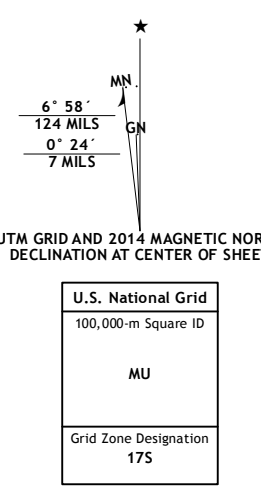 ★
MN
6° 58´
124 MILS
GN
0° 24´
7 MILS
UTM GRID AND 2014 MAGNETIC NOR
DECLINATION AT CENTER OF SHEE
U.S. National Grid
100,000-m Square ID
MU
Grid Zone Designation
17S